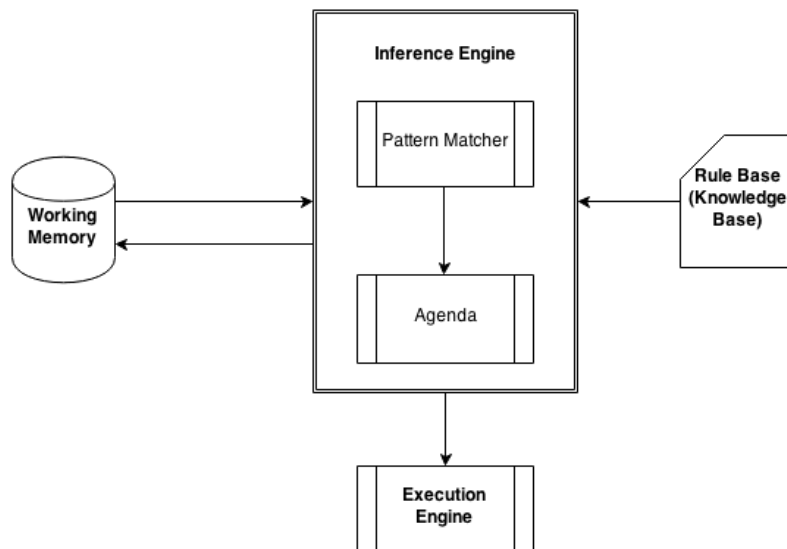 Inference Engine
Pattern Matcher
Working
Memory
Rule Base
(Knowledge
Base)
Agenda
Execution
Engine